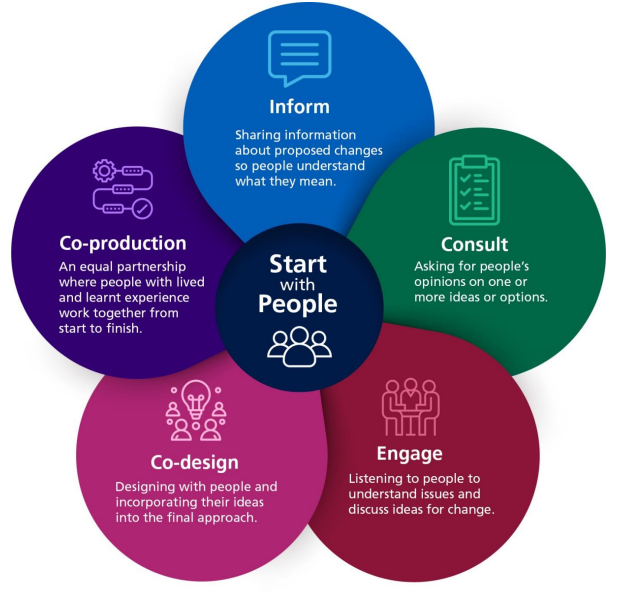 Inform
Sharing information
about proposed changes
so people understand
what they mean.
Consult
Asking for people's
opinions on one or
more ideas or options.
Engage
Listening to people to
understand issues and
discuss ideas for change.
Co-design
Designing with people and
incorporating their ideas
into the final approach.
Co-production
An equal partnership
where people with lived
and learnt experience
work together from
start to finish.
Start
with
People